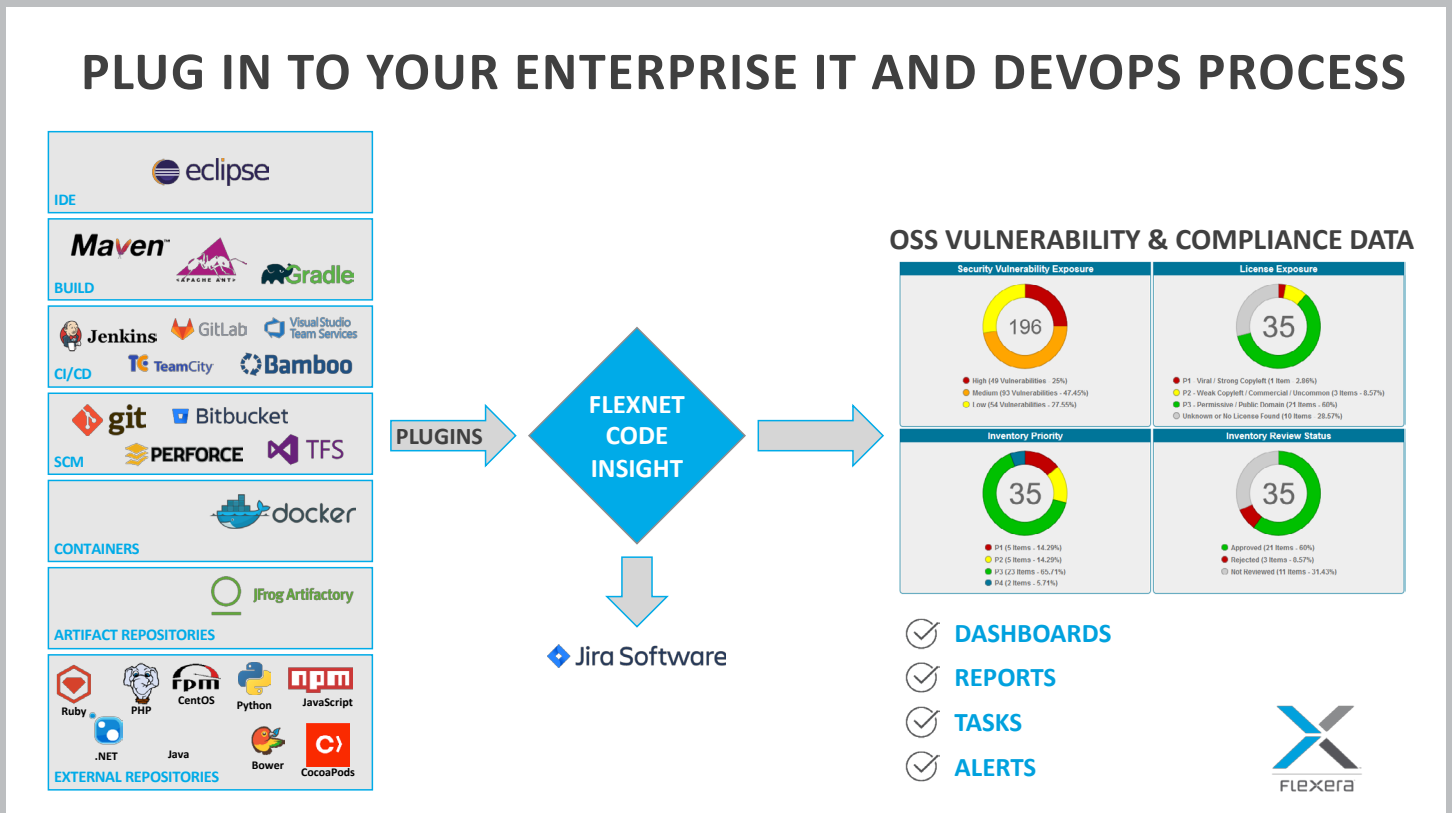 PLUG IN TO YOUR ENTERPRISE IT AND DEVOPS PROCESS
eclipse
IDE
Maven™
APACHE ANT
Gradle
BUILD
Jenkins
GitLab
Visual Studio
Team Services
TeamCity
Bamboo
CI/CD
git
Bitbucket
PERFORCE
TFS
SCM
docker
CONTAINERS
JFrog Artifactory
ARTIFACT REPOSITORIES
Ruby
PHP
rpm
CentOS
Python
npm
JavaScript
.NET
Java
Bower
CocoaPods
EXTERNAL REPOSITORIES
PLUGINS
FLEXNET
CODE
INSIGHT
Jira Software
OSS VULNERABILITY & COMPLIANCE DATA
Security Vulnerability Exposure
196
High (49 Vulnerabilities - 25%)
Medium (93 Vulnerabilities - 47.45%)
Low (54 Vulnerabilities - 27.55%)
License Exposure
35
P1 - Viral / Strong Copyleft (1 Item - 2.86%)
P2 - Weak Copyleft / Commercial / Uncommon (3 Items - 8.57%)
P3 - Permissive / Public Domain (21 Items - 60%)
Unknown or No License Found (10 Items - 28.57%)
Inventory Priority
35
P1 (5 Items - 14.29%)
P2 (5 Items - 14.29%)
P3 (23 Items - 65.71%)
P4 (2 Items - 5.71%)
Inventory Review Status
35
Approved (21 Items - 60%)
Rejected (3 Items - 8.57%)
Not Reviewed (11 Items - 31.43%)
DASHBOARDS
REPORTS
TASKS
ALERTS
FLEXERA